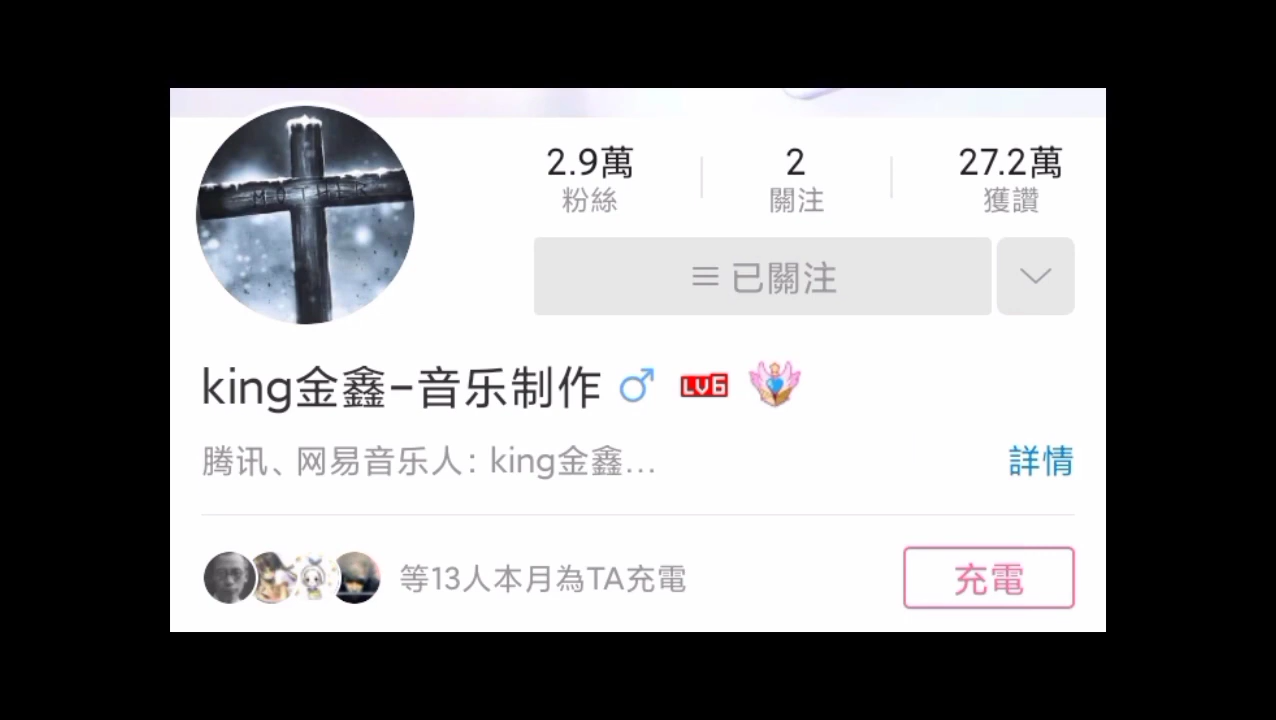 MOTHER
2.9萬 2 27.2萬
粉絲 關注 獲讚
已關注
king金鑫-音乐制作 LV6
腾讯、网易音乐人: king金鑫...
詳情
等13人本月為TA充電
充電